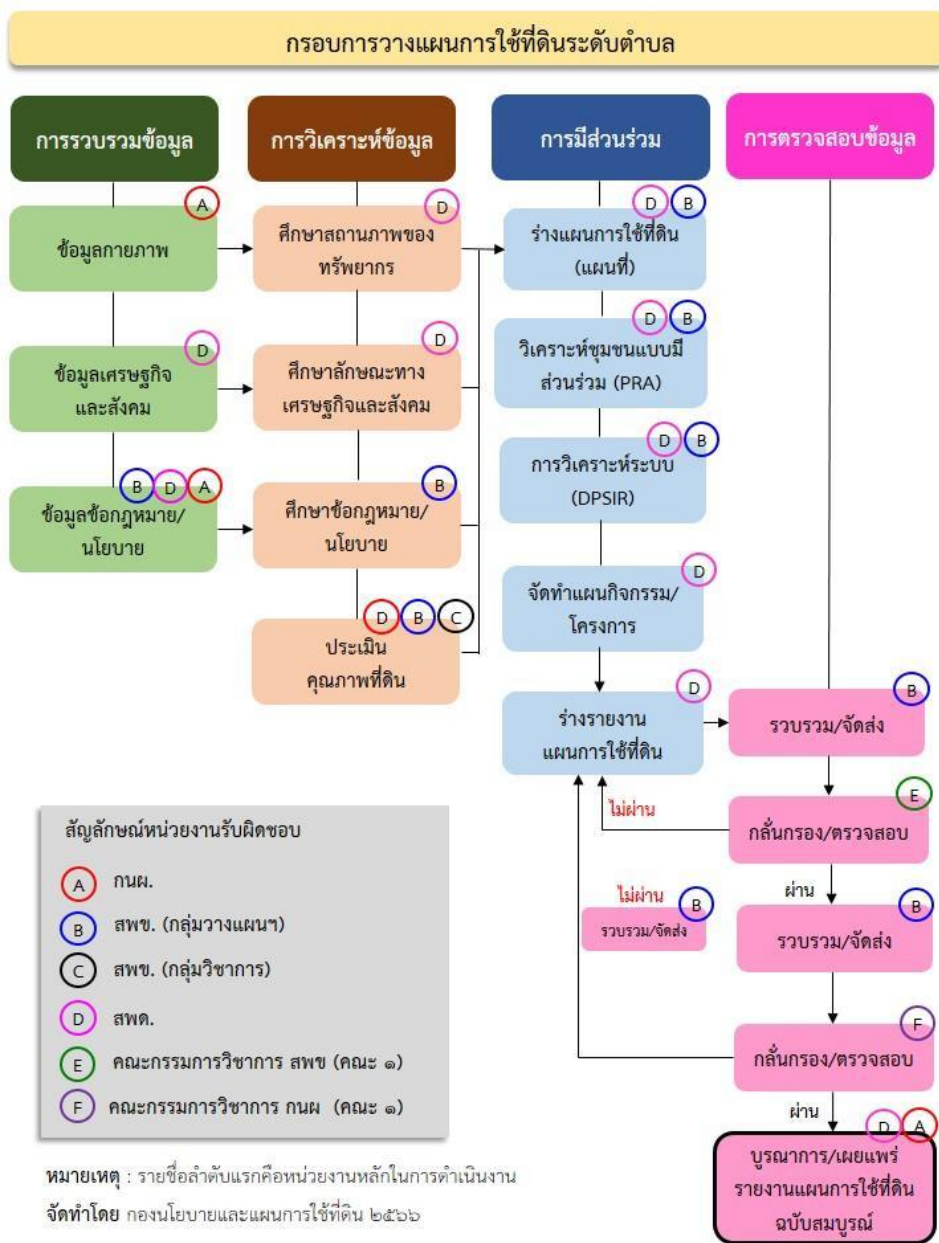 กรอบการวางแผนการใช้ที่ดินระดับตำบล
การรวบรวมข้อมูล
A
ข้อมูลกายภาพ
D
ข้อมูลเศรษฐกิจ
และสังคม
B D A
ข้อมูลข้อกฎหมาย/
นโยบาย
การวิเคราะห์ข้อมูล
D
ศึกษาสถานภาพของ
ทรัพยากร
D
ศึกษาลักษณะทาง
เศรษฐกิจและสังคม
B
ศึกษาข้อกฎหมาย/
นโยบาย
D B C
ประเมิน
คุณภาพที่ดิน
การมีส่วนร่วม
D B
ร่างแผนการใช้ที่ดิน
(แผนที่)
D B
วิเคราะห์ชุมชนแบบมี
ส่วนร่วม (PRA)
D B
การวิเคราะห์ระบบ
(DPSIR)
D
จัดทำแผนกิจกรรม/
โครงการ
D
ร่างรายงาน
แผนการใช้ที่ดิน
การตรวจสอบข้อมูล
B
รวบรวม/จัดส่ง
E
กลั่นกรอง/ตรวจสอบ
ไม่ผ่าน
ผ่าน
B
รวบรวม/จัดส่ง
ไม่ผ่าน
B
รวบรวม/จัดส่ง
F
กลั่นกรอง/ตรวจสอบ
ผ่าน
D A
บูรณาการ/เผยแพร่
รายงานแผนการใช้ที่ดิน
ฉบับสมบูรณ์
สัญลักษณ์หน่วยงานรับผิดชอบ
A กนผ.
B สพข. (กลุ่มวางแผนฯ)
C สพข. (กลุ่มวิชาการ)
D สพด.
E คณะกรรมการวิชาการ สพข (คณะ ๑)
F คณะกรรมการวิชาการ กนผ (คณะ ๑)
หมายเหตุ : รายชื่อลำดับแรกคือหน่วยงานหลักในการดำเนินงาน
จัดทำโดย กองนโยบายและแผนการใช้ที่ดิน ๒๕๖๖